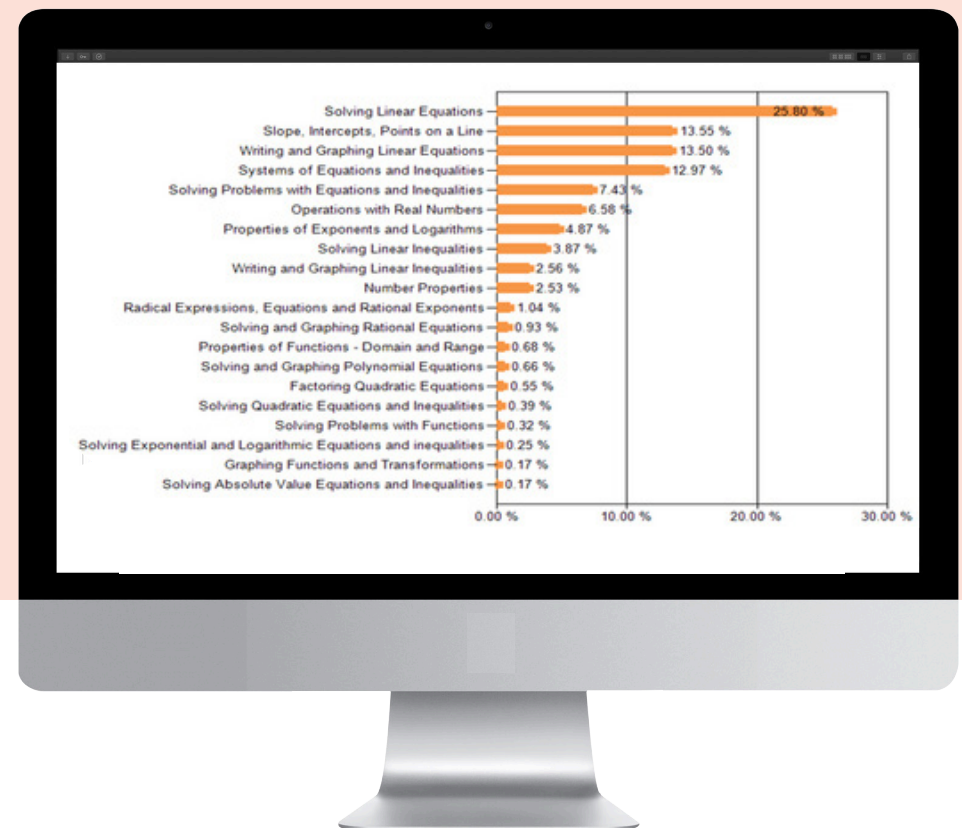 Solving Linear Equations 25.80 %
Slope, Intercepts, Points on a Line 13.55 %
Writing and Graphing Linear Equations 13.50 %
Systems of Equations and Inequalities 12.97 %
Solving Problems with Equations and Inequalities 7.43 %
Operations with Real Numbers 6.58 %
Properties of Exponents and Logarithms 4.87 %
Solving Linear Inequalities 3.87 %
Writing and Graphing Linear Inequalities 2.56 %
Number Properties 2.53 %
Radical Expressions, Equations and Rational Exponents 1.04 %
Solving and Graphing Rational Equations 0.93 %
Properties of Functions - Domain and Range 0.68 %
Solving and Graphing Polynomial Equations 0.66 %
Factoring Quadratic Equations 0.55 %
Solving Quadratic Equations and Inequalities 0.39 %
Solving Problems with Functions 0.32 %
Solving Exponential and Logarithmic Equations and inequalities 0.25 %
Graphing Functions and Transformations 0.17 %
Solving Absolute Value Equations and Inequalities 0.17 %
0.00 % 10.00 % 20.00 % 30.00 %